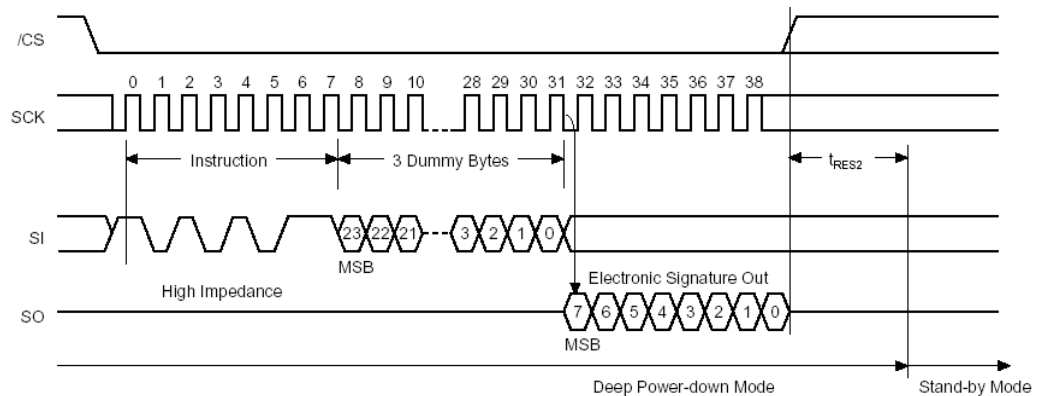 /CS
0 1 2 3 4 5 6 7 8 9 10 28 29 30 31 32 33 34 35 36 37 38
SCK
Instruction 3 Dummy Bytes tRES2
SI 23 22 21 3 2 1 0
MSB
High Impedance Electronic Signature Out
SO 7 6 5 4 3 2 1 0
MSB
Deep Power-down Mode Stand-by Mode